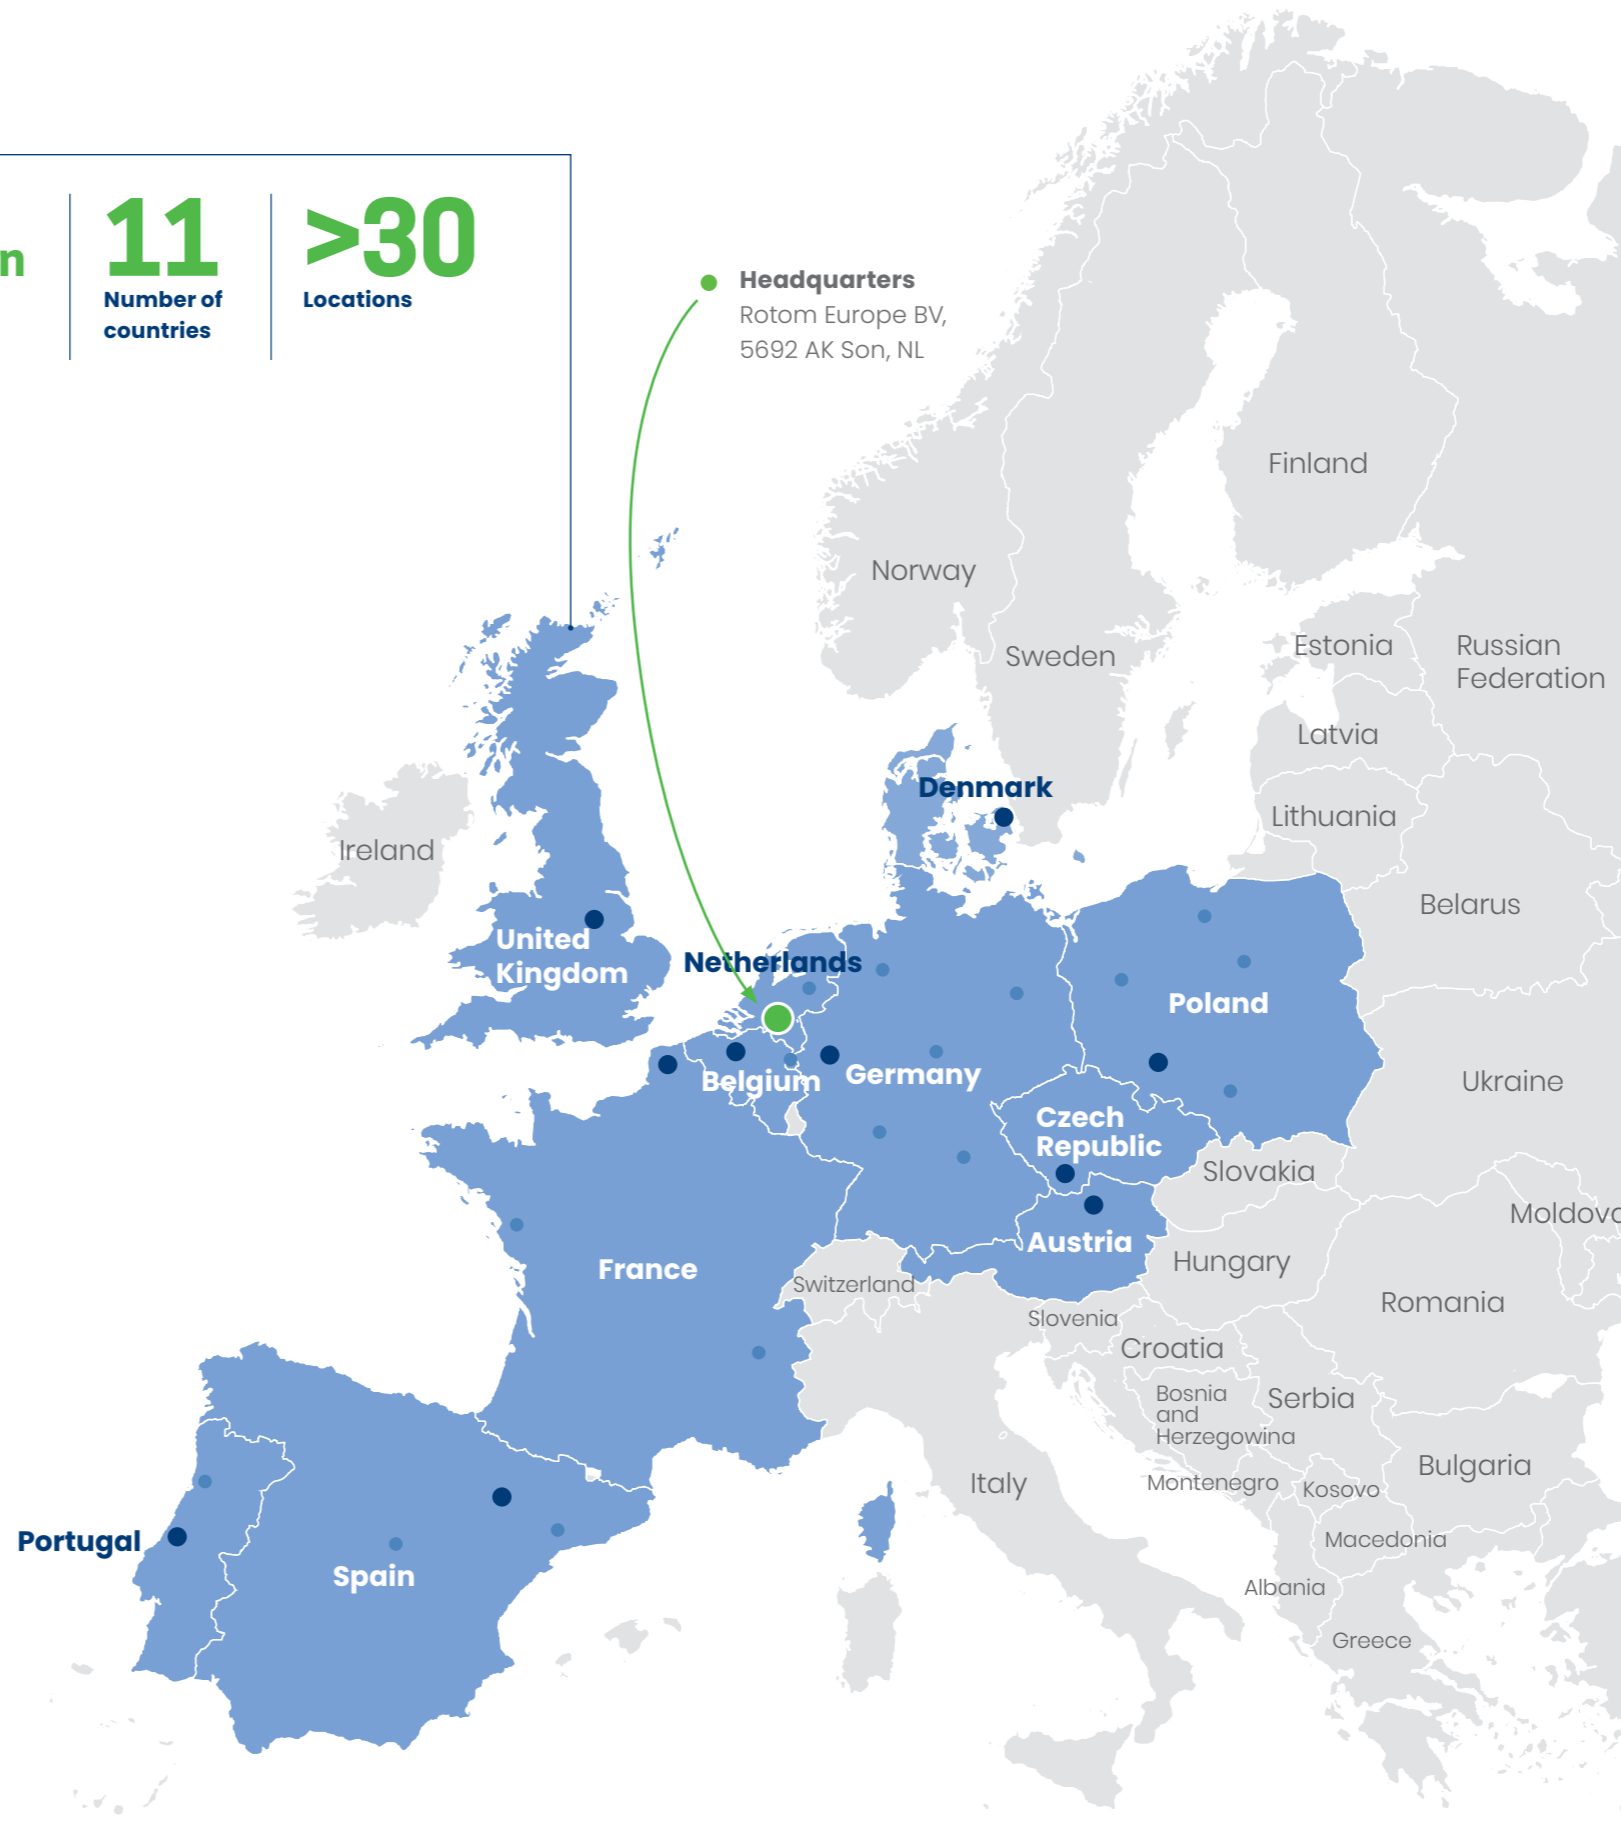 n
11
Number of
countries
>30
Locations
Headquarters
Rotom Europe BV,
5692 AK Son, NL
Finland
Norway
Sweden
Estonia
Russian
Federation
Latvia
Denmark
Lithuania
Ireland
Belarus
United
Kingdom
Netherlands
Poland
Belgium
Germany
Ukraine
Czech
Republic
Slovakia
Moldova
Austria
France
Switzerland
Hungary
Romania
Slovenia
Croatia
Bosnia
and
Herzegowina
Serbia
Italy
Montenegro
Kosovo
Bulgaria
Portugal
Spain
Macedonia
Albania
Greece